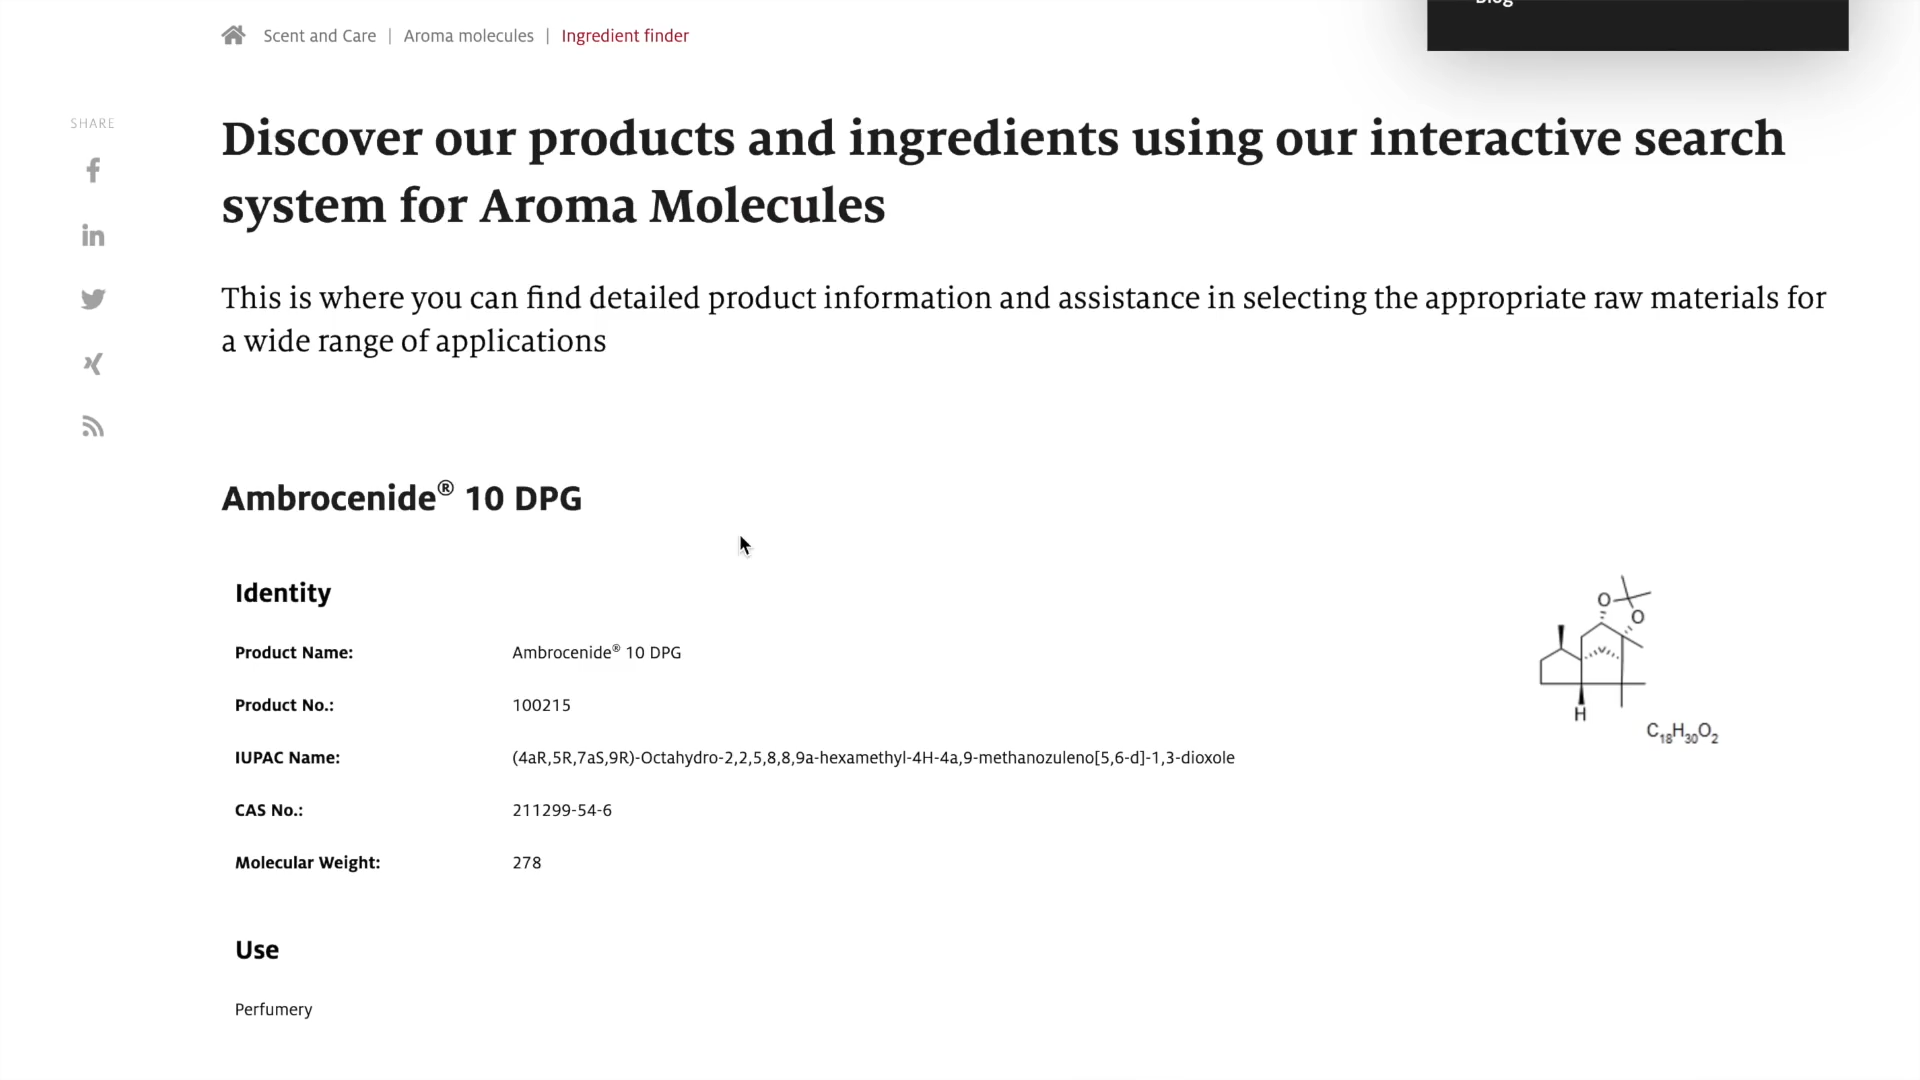 Blog
Scent and Care | Aroma molecules | Ingredient finder
SHARE
Discover our products and ingredients using our interactive search
system for Aroma Molecules
This is where you can find detailed product information and assistance in selecting the appropriate raw materials for
a wide range of applications
Ambrocenide® 10 DPG
Identity
Product Name: Ambrocenide® 10 DPG
Product No.: 100215
IUPAC Name: (4aR,5R,7aS,9R)-Octahydro-2,2,5,8,8,9a-hexamethyl-4H-4a,9-methanozuleno[5,6-d]-1,3-dioxole
CAS No.: 211299-54-6
Molecular Weight: 278
O
O
H
C₁₈H₃₀O₂
Use
Perfumery